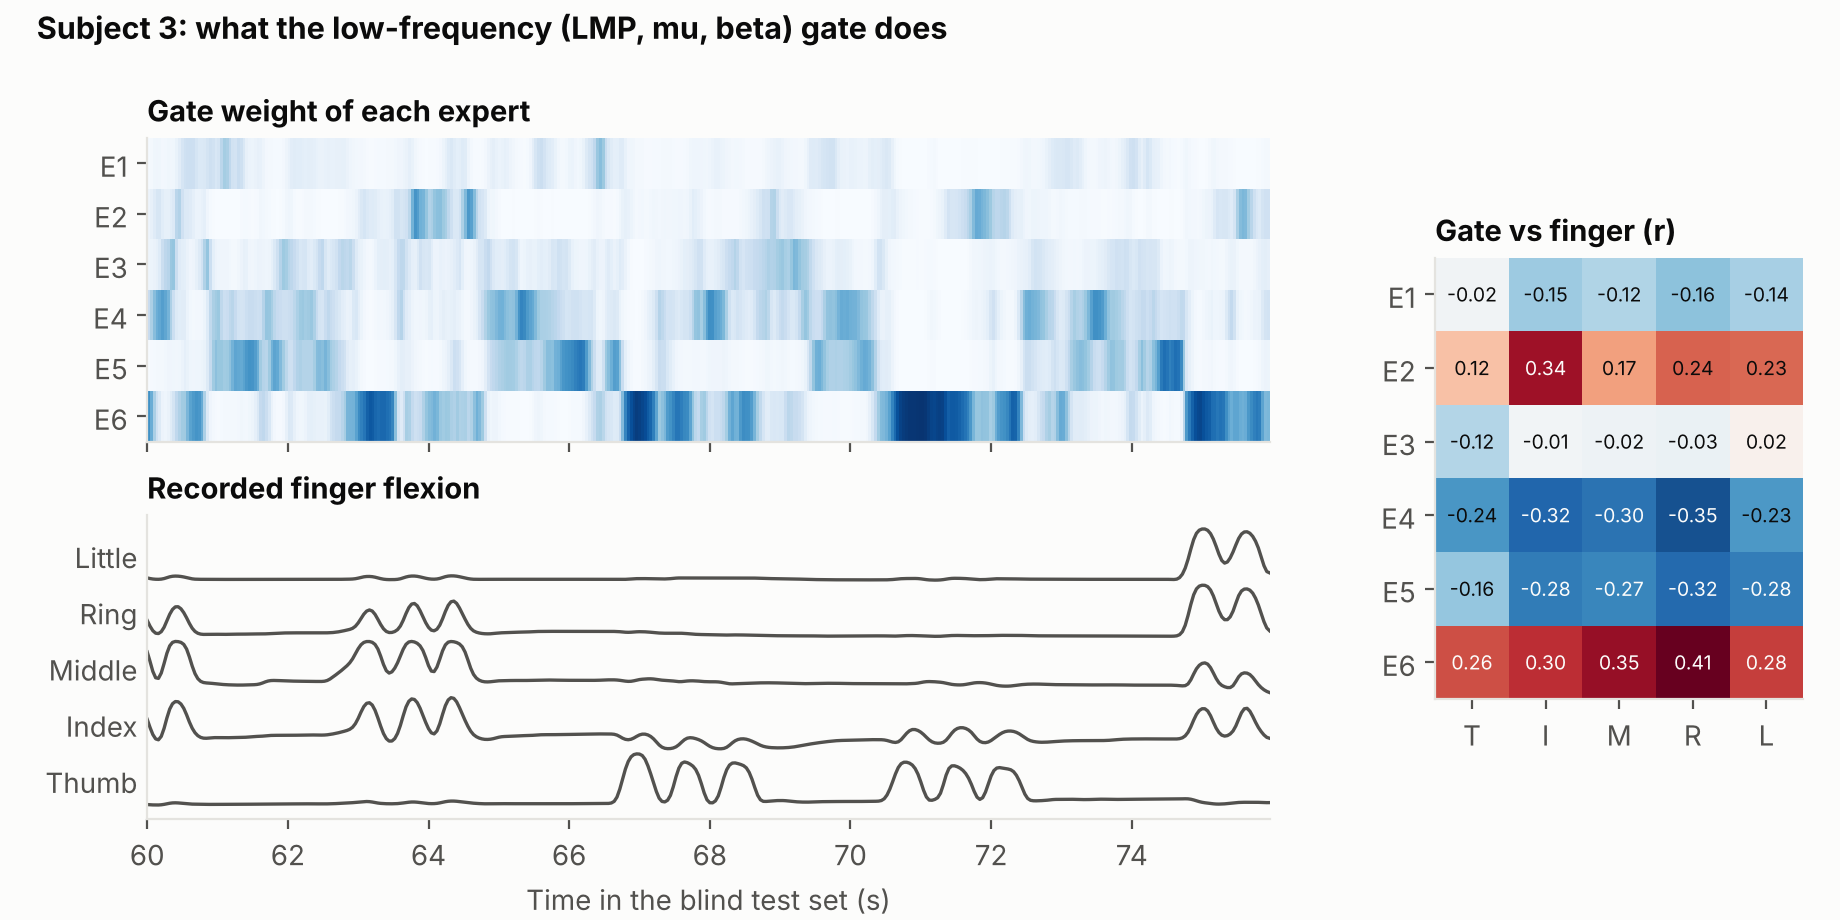 Subject 3: what the low-frequency (LMP, mu, beta) gate does
Gate weight of each expert
E1
E2
E3
E4
E5
E6
Recorded finger flexion
Little
Ring
Middle
Index
Thumb
60 62 64 66 68 70 72 74
Time in the blind test set (s)
Gate vs finger (r)
E1 -0.02 -0.15 -0.12 -0.16 -0.14
E2 0.12 0.34 0.17 0.24 0.23
E3 -0.12 -0.01 -0.02 -0.03 0.02
E4 -0.24 -0.32 -0.30 -0.35 -0.23
E5 -0.16 -0.28 -0.27 -0.32 -0.28
E6 0.26 0.30 0.35 0.41 0.28
T I M R L